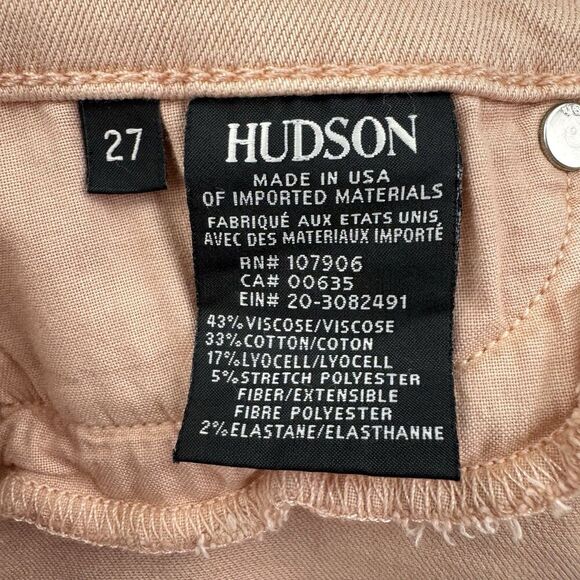 27
HUDSON
MADE IN USA
OF IMPORTED MATERIALS
FABRIQUÉ AUX ETATS UNIS
AVEC DES MATERIAUX IMPORTÉ
RN# 107906
CA# 00635
EIN# 20-3082491
43% VISCOSE/VISCOSE
33% COTTON/COTON
17% LYOCELL/LYOCELL
5% STRETCH POLYESTER
FIBER/EXTENSIBLE
FIBRE POLYESTER
2% ELASTANE/ELASTHANNE